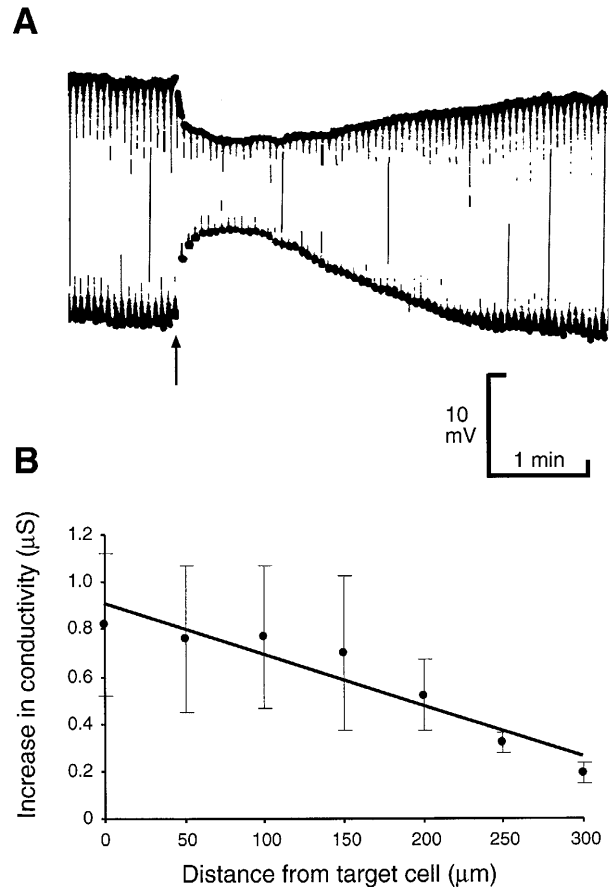 A
10
mV
1 min
B
Increase in conductivity (μS)
1.2
1.0
0.8
0.6
0.4
0.2
0
0 50 100 150 200 250 300
Distance from target cell (μm)